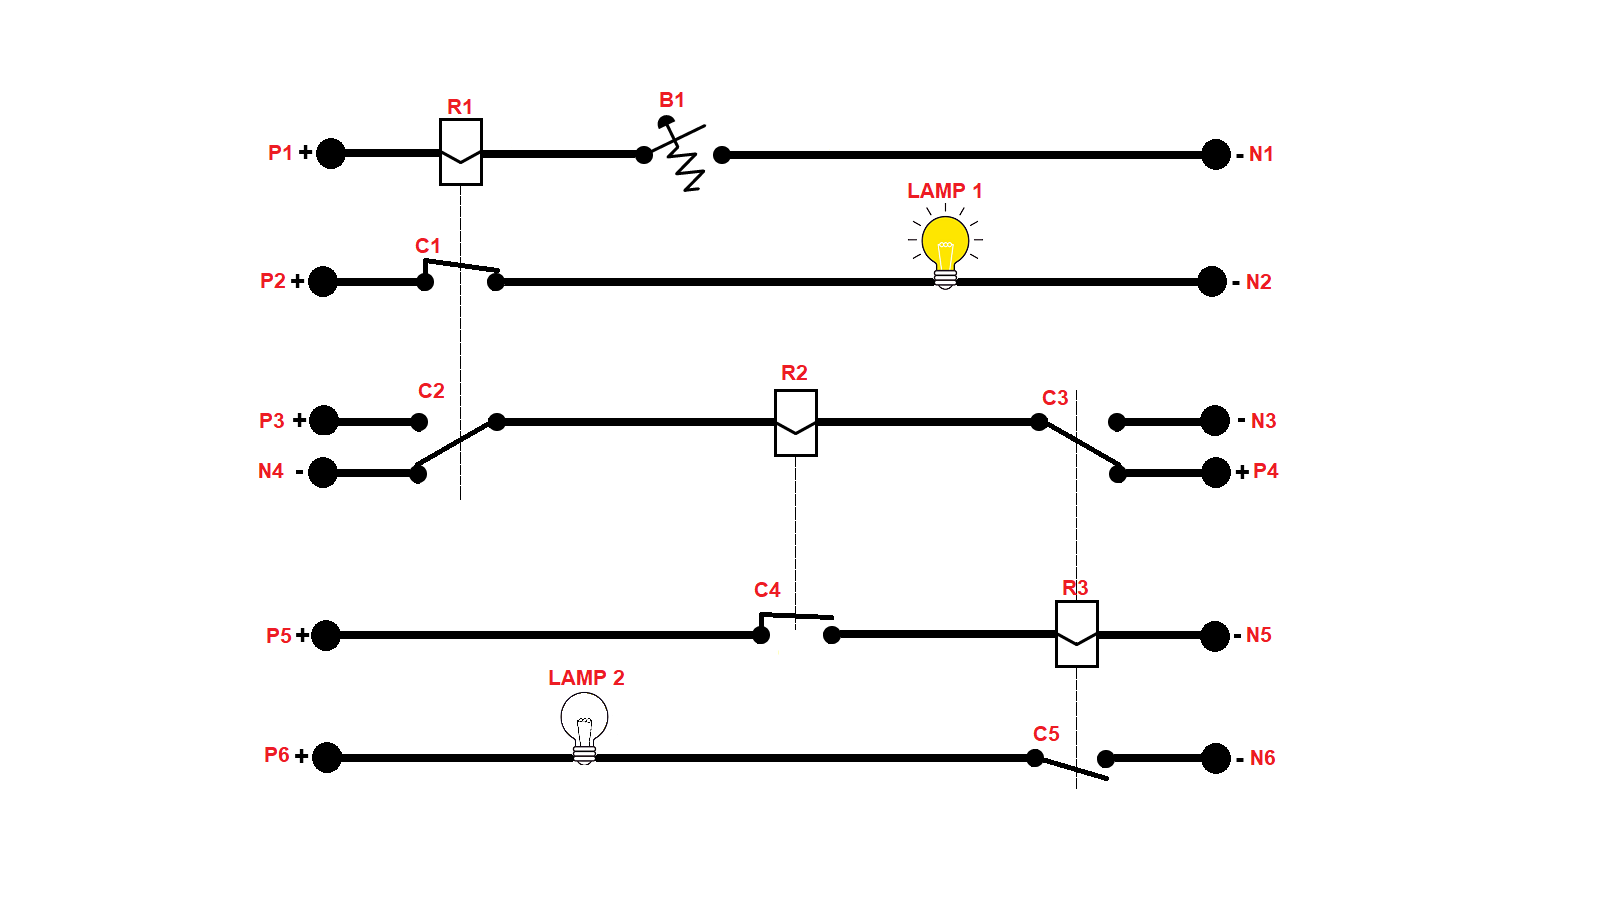 R1
B1
P1 + - N1
LAMP 1
C1
P2 + - N2
R2
C2
C3
P3 + - N3
N4 - + P4
C4
R3
P5 + - N5
LAMP 2
C5
P6 + - N6